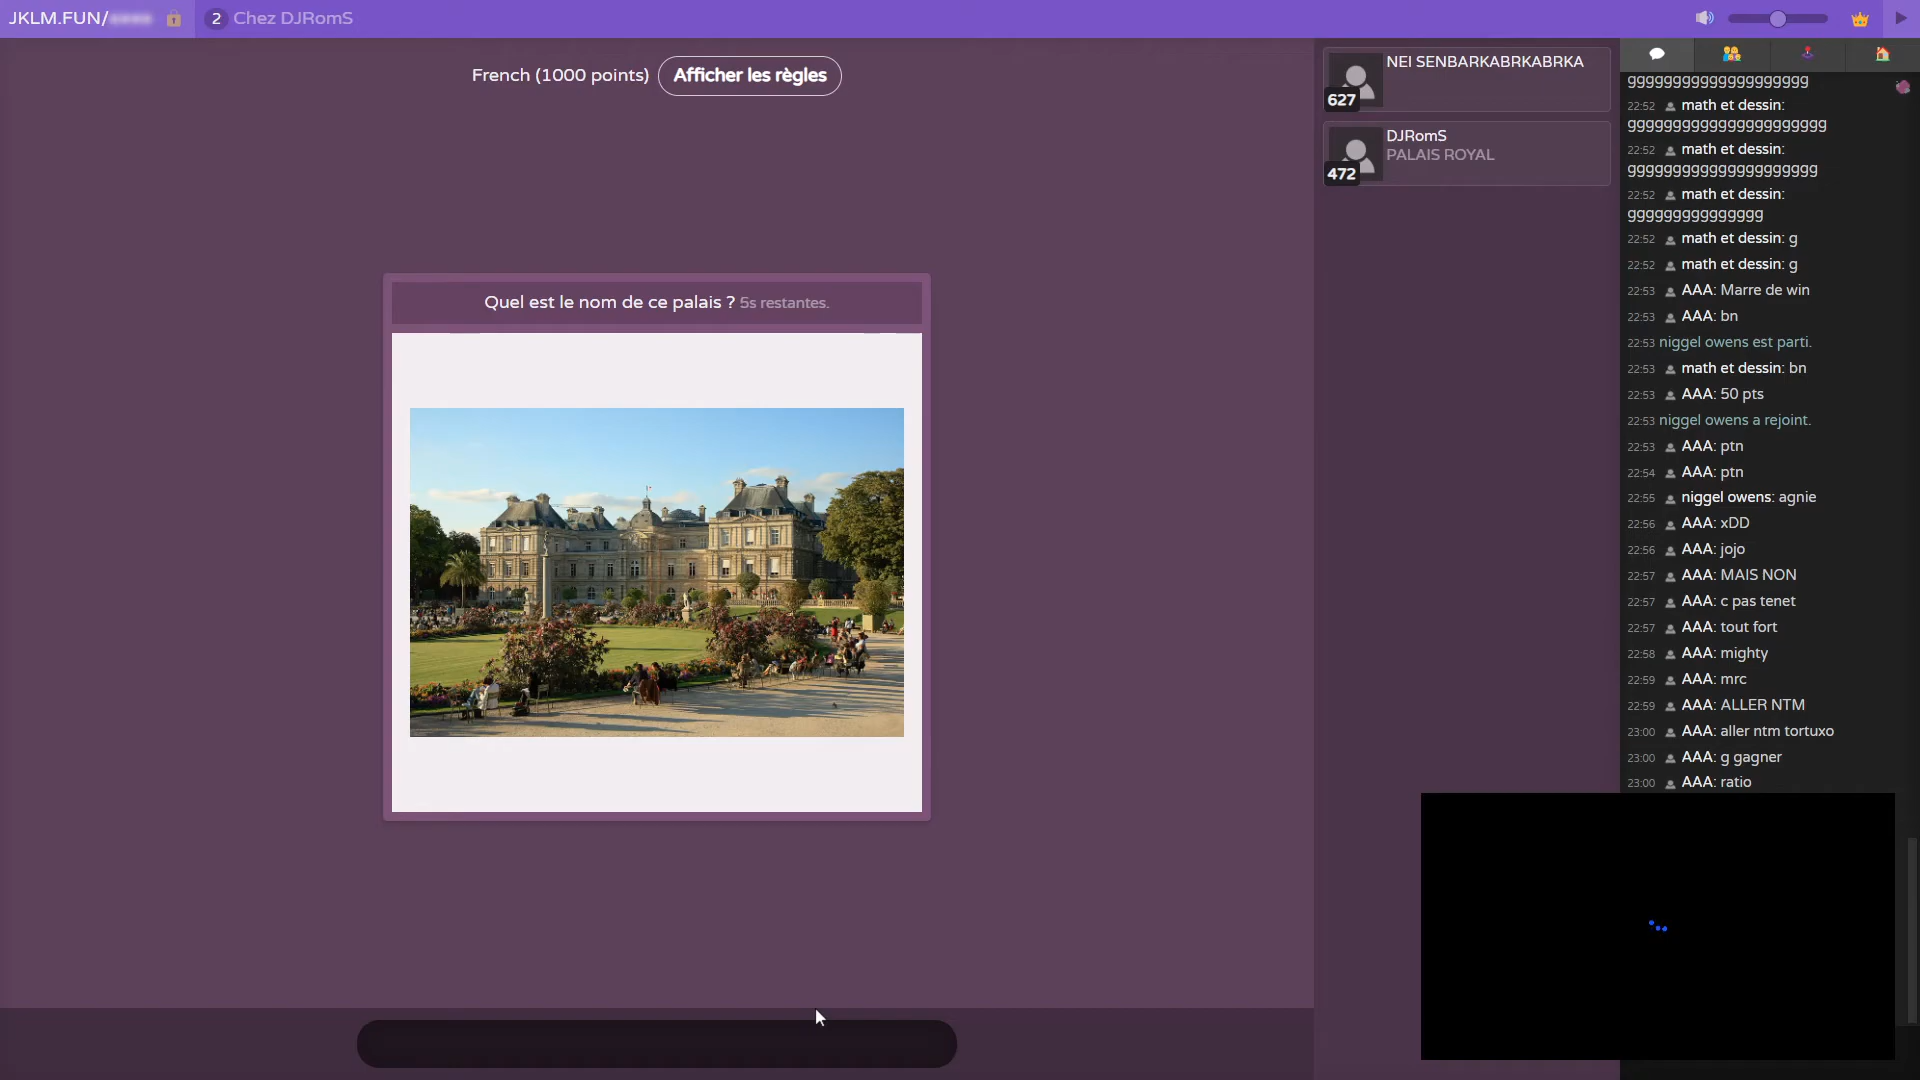 JKLM.FUN/
2 Chez DJRomS
French (1000 points) Afficher les règles
Quel est le nom de ce palais ? 5s restantes.
NEI SENBARKABRKABRKA
627
DJRomS
PALAIS ROYAL
472
gggggggggggggggggggg
22:52 math et dessin:
gggggggggggggggggggggg
22:52 math et dessin:
ggggggggggggggggggggg
22:52 math et dessin:
ggggggggggggggg
22:52 math et dessin: g
22:52 math et dessin: g
22:53 AAA: Marre de win
22:53 AAA: bn
22:53 niggel owens est parti.
22:53 math et dessin: bn
22:53 AAA: 50 pts
22:53 niggel owens a rejoint.
22:53 AAA: ptn
22:54 AAA: ptn
22:55 niggel owens: agnie
22:56 AAA: xDD
22:56 AAA: jojo
22:57 AAA: MAIS NON
22:57 AAA: c pas tenet
22:57 AAA: tout fort
22:58 AAA: mighty
22:59 AAA: mrc
22:59 AAA: ALLER NTM
23:00 AAA: aller ntm tortuxo
23:00 AAA: g gagner
23:00 AAA: ratio